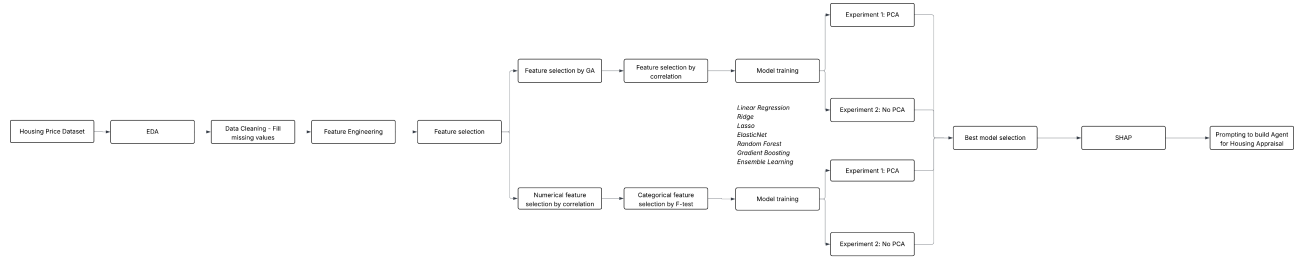 Housing Price Dataset
EDA
Data Cleaning - Fill
missing values
Feature Engineering
Feature selection
Feature selection by GA
Feature selection by
correlation
Model training
Experiment 1: PCA
Experiment 2: No PCA
Linear Regression
Ridge
Lasso
ElasticNet
Random Forest
Gradient Boosting
Ensemble Learning
Numerical feature
selection by correlation
Categorical feature
selection by F-test
Model training
Experiment 1: PCA
Experiment 2: No PCA
Best model selection
SHAP
Prompting to build Agent
for Housing Appraisal